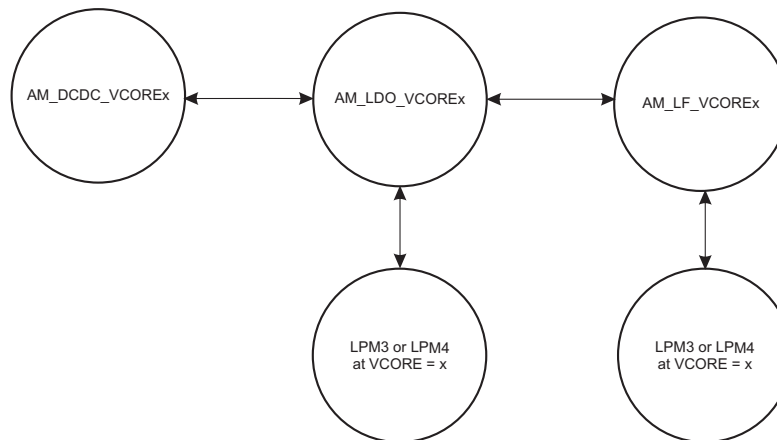 AM_DCDC_VCOREx
AM_LDO_VCOREx
AM_LF_VCOREx
LPM3 or LPM4
at VCORE = x
LPM3 or LPM4
at VCORE = x